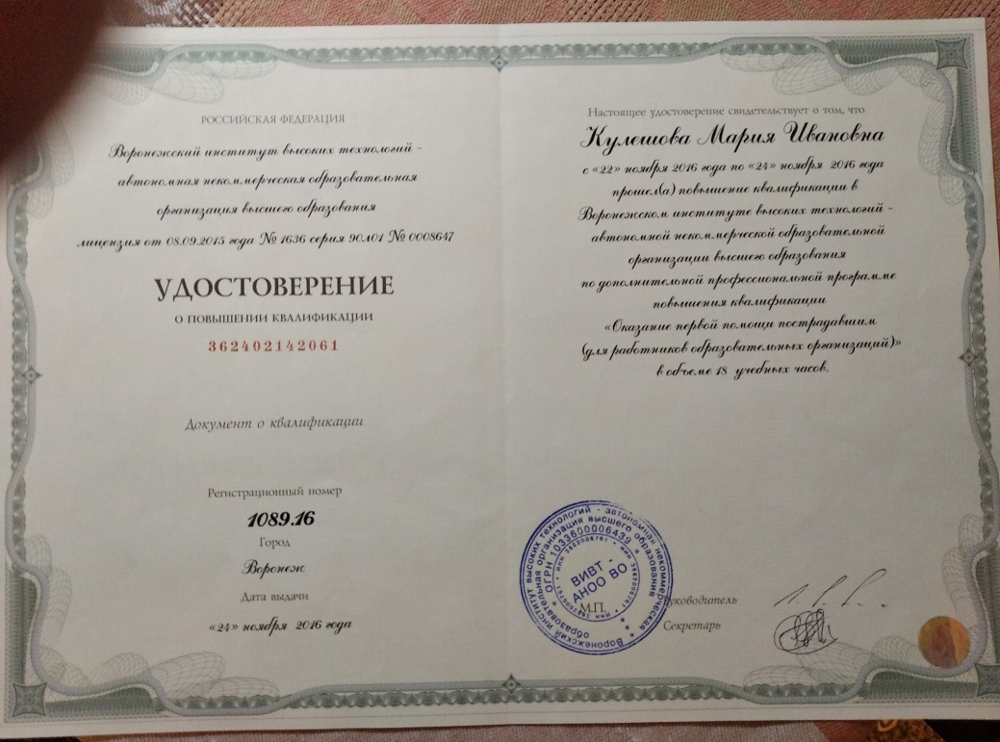 РОССИЙСКАЯ ФЕДЕРАЦИЯ
Воронежский институт высоких технологий -
автономная некоммерческая образовательная
организация высшего образования
лицензия от 08.09.2015 года № 1636 серия 90Л01 № 0008647
УДОСТОВЕРЕНИЕ
О ПОВЫШЕНИИ КВАЛИФИКАЦИИ
362402142061
Документ о квалификации
Регистрационный номер
1089.16
Город
Воронеж
Дата выдачи
«24» ноября 2016 года
Настоящее удостоверение свидетельствует о том, что
Кулешова Мария Ивановна
с «22» ноября 2016 года по «24» ноября 2016 года
прошел(а) повышение квалификации в
Воронежском институте высоких технологий -
автономной некоммерческой образовательной
организации высшего образования
по дополнительной профессиональной программе
повышения квалификации
«Оказание первой помощи пострадавшим
(для работников образовательных организаций)»
в объеме 18 учебных часов.
Воронежский институт высоких технологий - автономная некоммерческая
образовательная организация высшего образования
ОГРН 1033600006439
ВИВТ -
АНОО ВО
М.П.
Руководитель
Секретарь